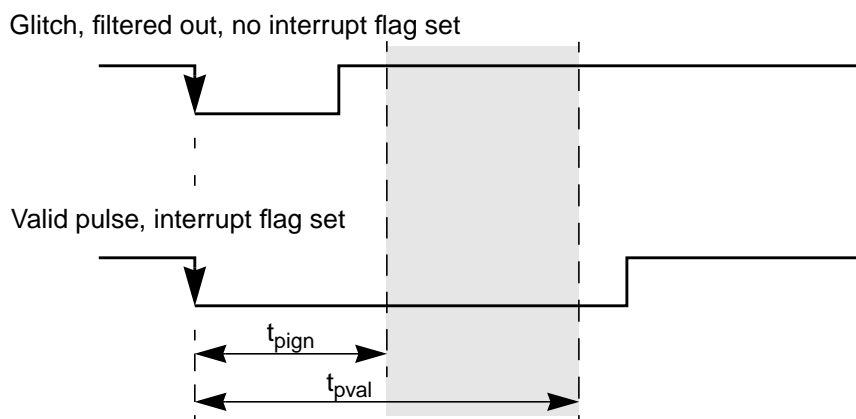 Glitch, filtered out, no interrupt flag set
Valid pulse, interrupt flag set
tpign
tpval